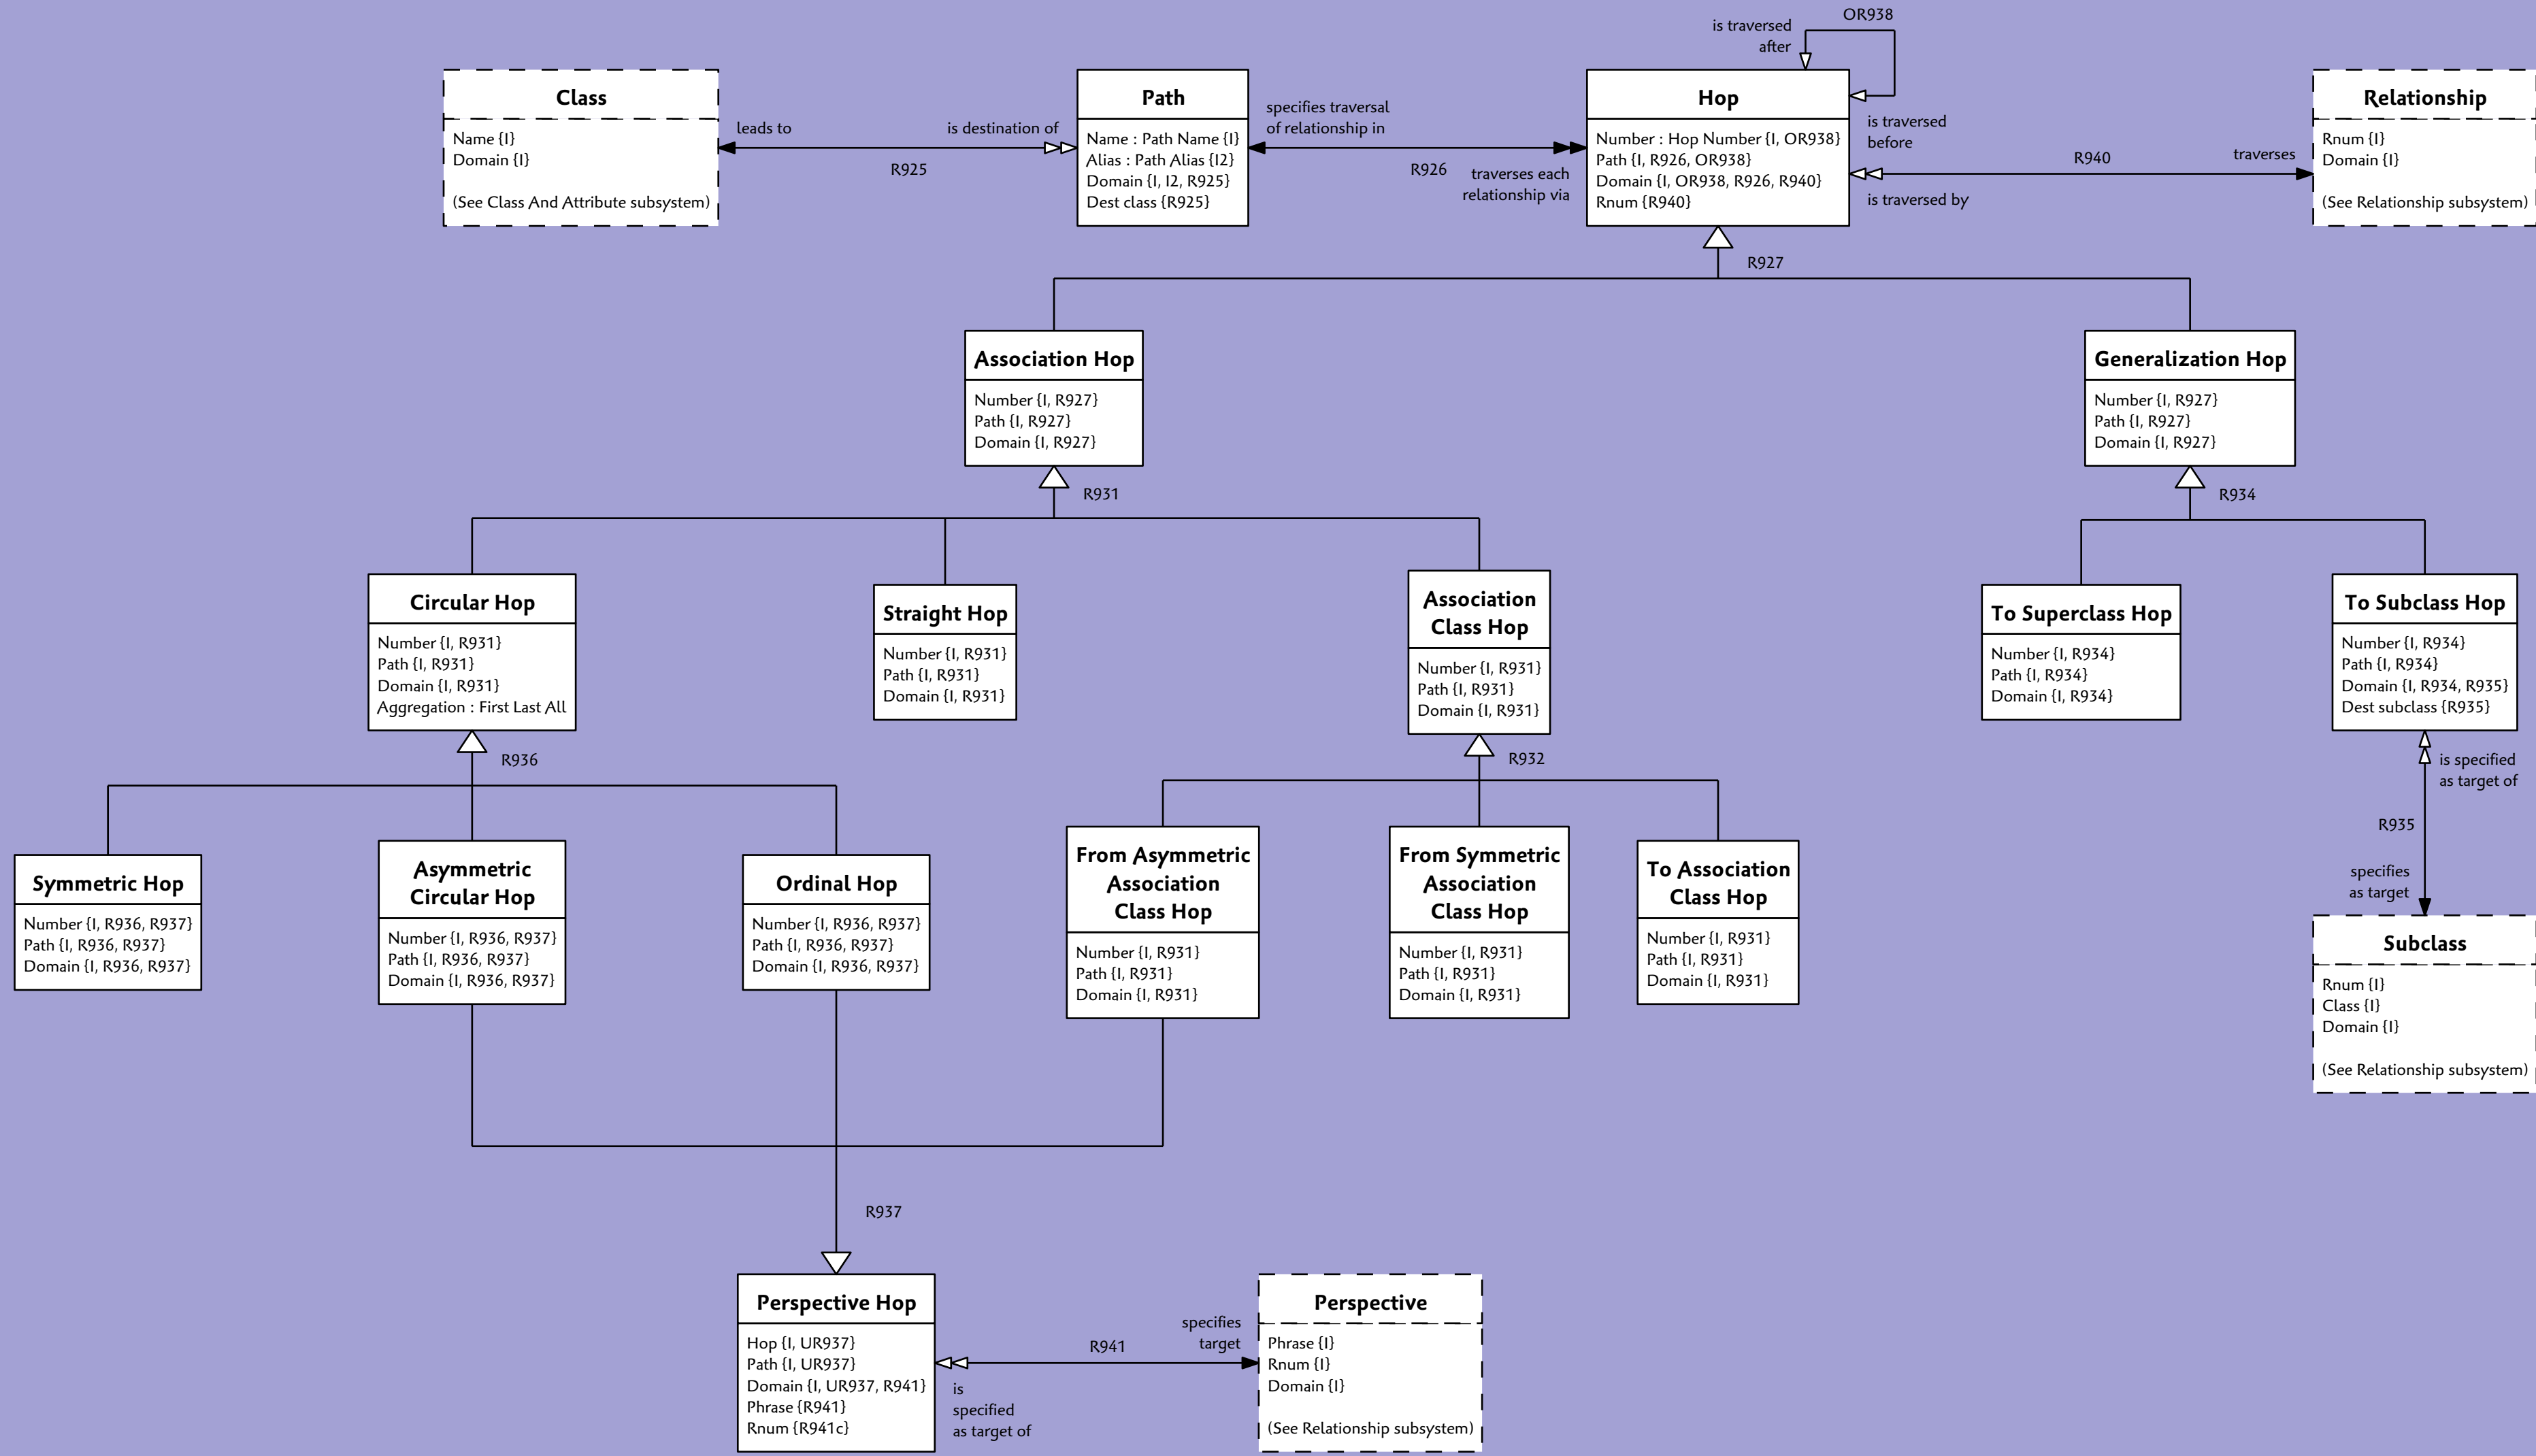 OR938
is traversed
after
Class
Name {I}
Domain {I}
(See Class And Attribute subsystem)
leads to
is destination of
R925
Path
Name : Path Name {I}
Alias : Path Alias {I2}
Domain {I, I2, R925}
Dest class {R925}
specifies traversal
of relationship in
R926
traverses each
relationship via
Hop
Number : Hop Number {I, OR938}
Path {I, R926, OR938}
Domain {I, OR938, R926, R940}
Rnum {R940}
is traversed
before
R940
traverses
is traversed by
Relationship
Rnum {I}
Domain {I}
(See Relationship subsystem)
R927
Association Hop
Number {I, R927}
Path {I, R927}
Domain {I, R927}
Generalization Hop
Number {I, R927}
Path {I, R927}
Domain {I, R927}
R931
R934
Circular Hop
Number {I, R931}
Path {I, R931}
Domain {I, R931}
Aggregation : First Last All
Straight Hop
Number {I, R931}
Path {I, R931}
Domain {I, R931}
Association
Class Hop
Number {I, R931}
Path {I, R931}
Domain {I, R931}
To Superclass Hop
Number {I, R934}
Path {I, R934}
Domain {I, R934}
To Subclass Hop
Number {I, R934}
Path {I, R934}
Domain {I, R934, R935}
Dest subclass {R935}
R936
R932
is specified
as target of
R935
specifies
as target
Symmetric Hop
Number {I, R936, R937}
Path {I, R936, R937}
Domain {I, R936, R937}
Asymmetric
Circular Hop
Number {I, R936, R937}
Path {I, R936, R937}
Domain {I, R936, R937}
Ordinal Hop
Number {I, R936, R937}
Path {I, R936, R937}
Domain {I, R936, R937}
From Asymmetric
Association
Class Hop
Number {I, R931}
Path {I, R931}
Domain {I, R931}
From Symmetric
Association
Class Hop
Number {I, R931}
Path {I, R931}
Domain {I, R931}
To Association
Class Hop
Number {I, R931}
Path {I, R931}
Domain {I, R931}
Subclass
Rnum {I}
Class {I}
Domain {I}
(See Relationship subsystem)
R937
Perspective Hop
Hop {I, UR937}
Path {I, UR937}
Domain {I, UR937, R941}
Phrase {R941}
Rnum {R941c}
R941
specifies
target
is
specified
as target of
Perspective
Phrase {I}
Rnum {I}
Domain {I}
(See Relationship subsystem)